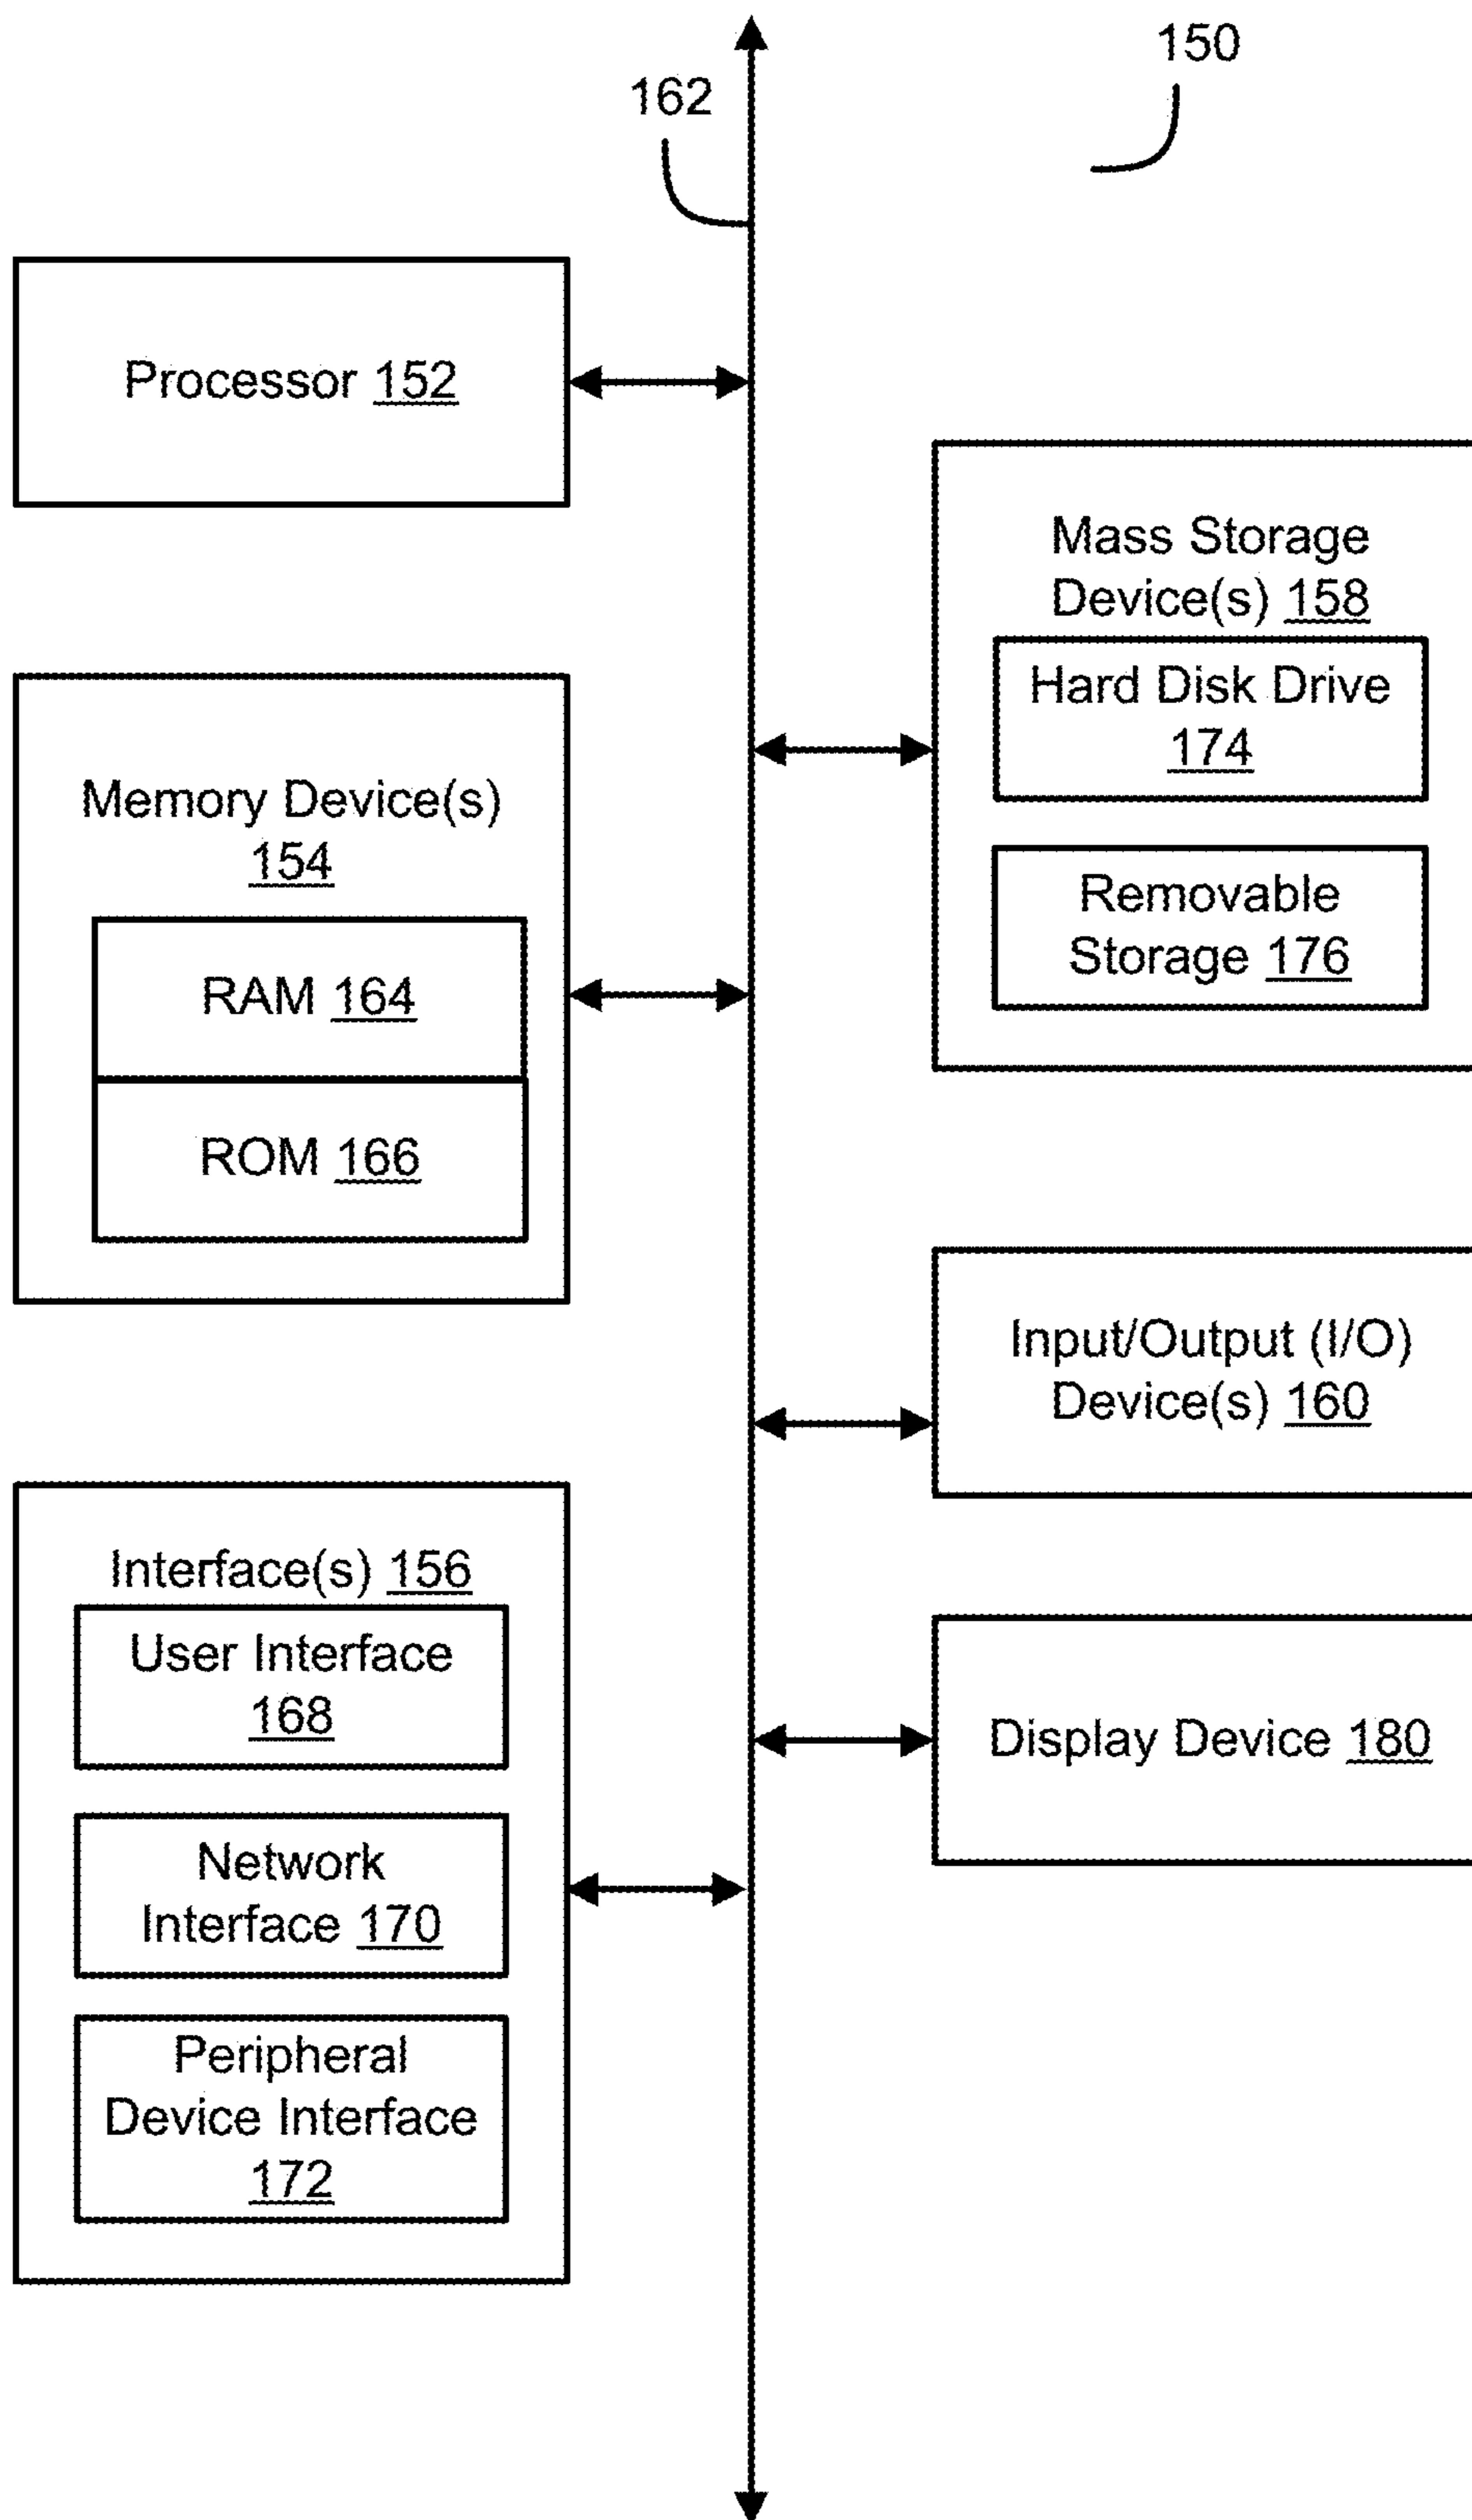 150
162
Processor 152
Mass Storage
Device(s) 158
Hard Disk Drive
174
Removable
Storage 176
Memory Device(s)
154
RAM 164
ROM 166
Input/Output (I/O)
Device(s) 160
Interface(s) 156
User Interface
168
Network
Interface 170
Peripheral
Device Interface
172
Display Device 180